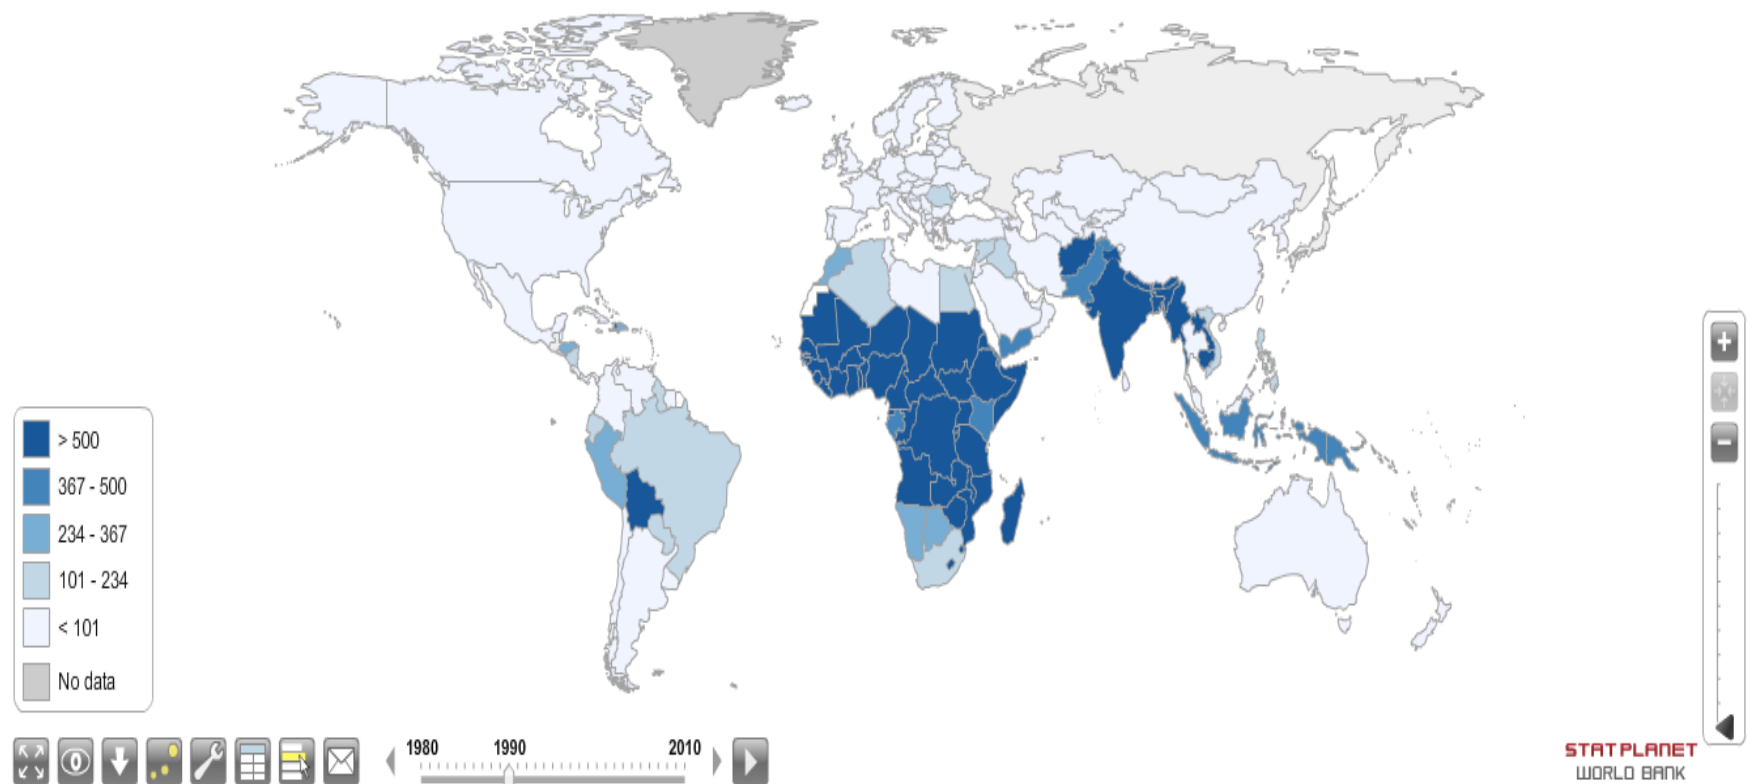 > 500
367 - 500
234 - 367
101 - 234
< 101
No data
1980 1990 2010
STATPLANET
WORLD BANK